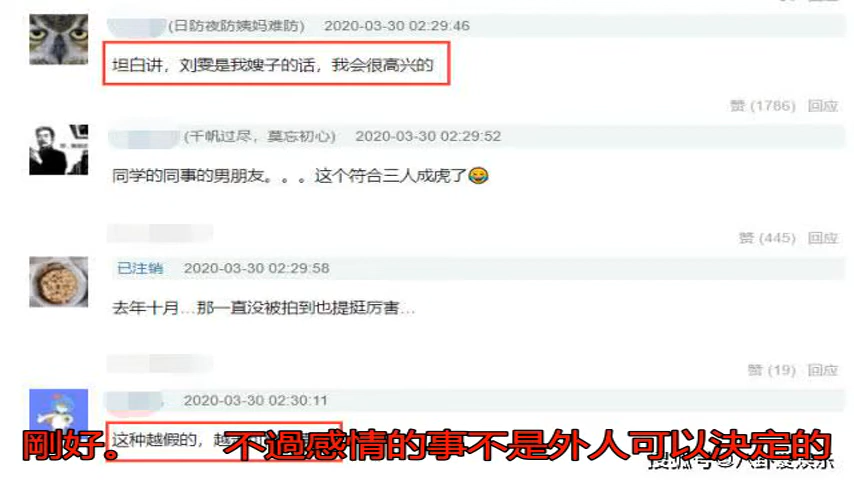 回应
(日防夜防姨妈难防) 2020-03-30 02:29:46
坦白讲，刘雯是我嫂子的话，我会很高兴的
赞 (1786) 回应
(千帆过尽，莫忘初心) 2020-03-30 02:29:52
同学的同事的男朋友。。。这个符合三人成虎了😂
赞 (445) 回应
已注销 2020-03-30 02:29:58
去年十月…那一直没被拍到也提挺厉害…
赞 (19) 回应
2020-03-30 02:30:11
这种越假的，越
剛好。 不過感情的事不是外人可以決定的